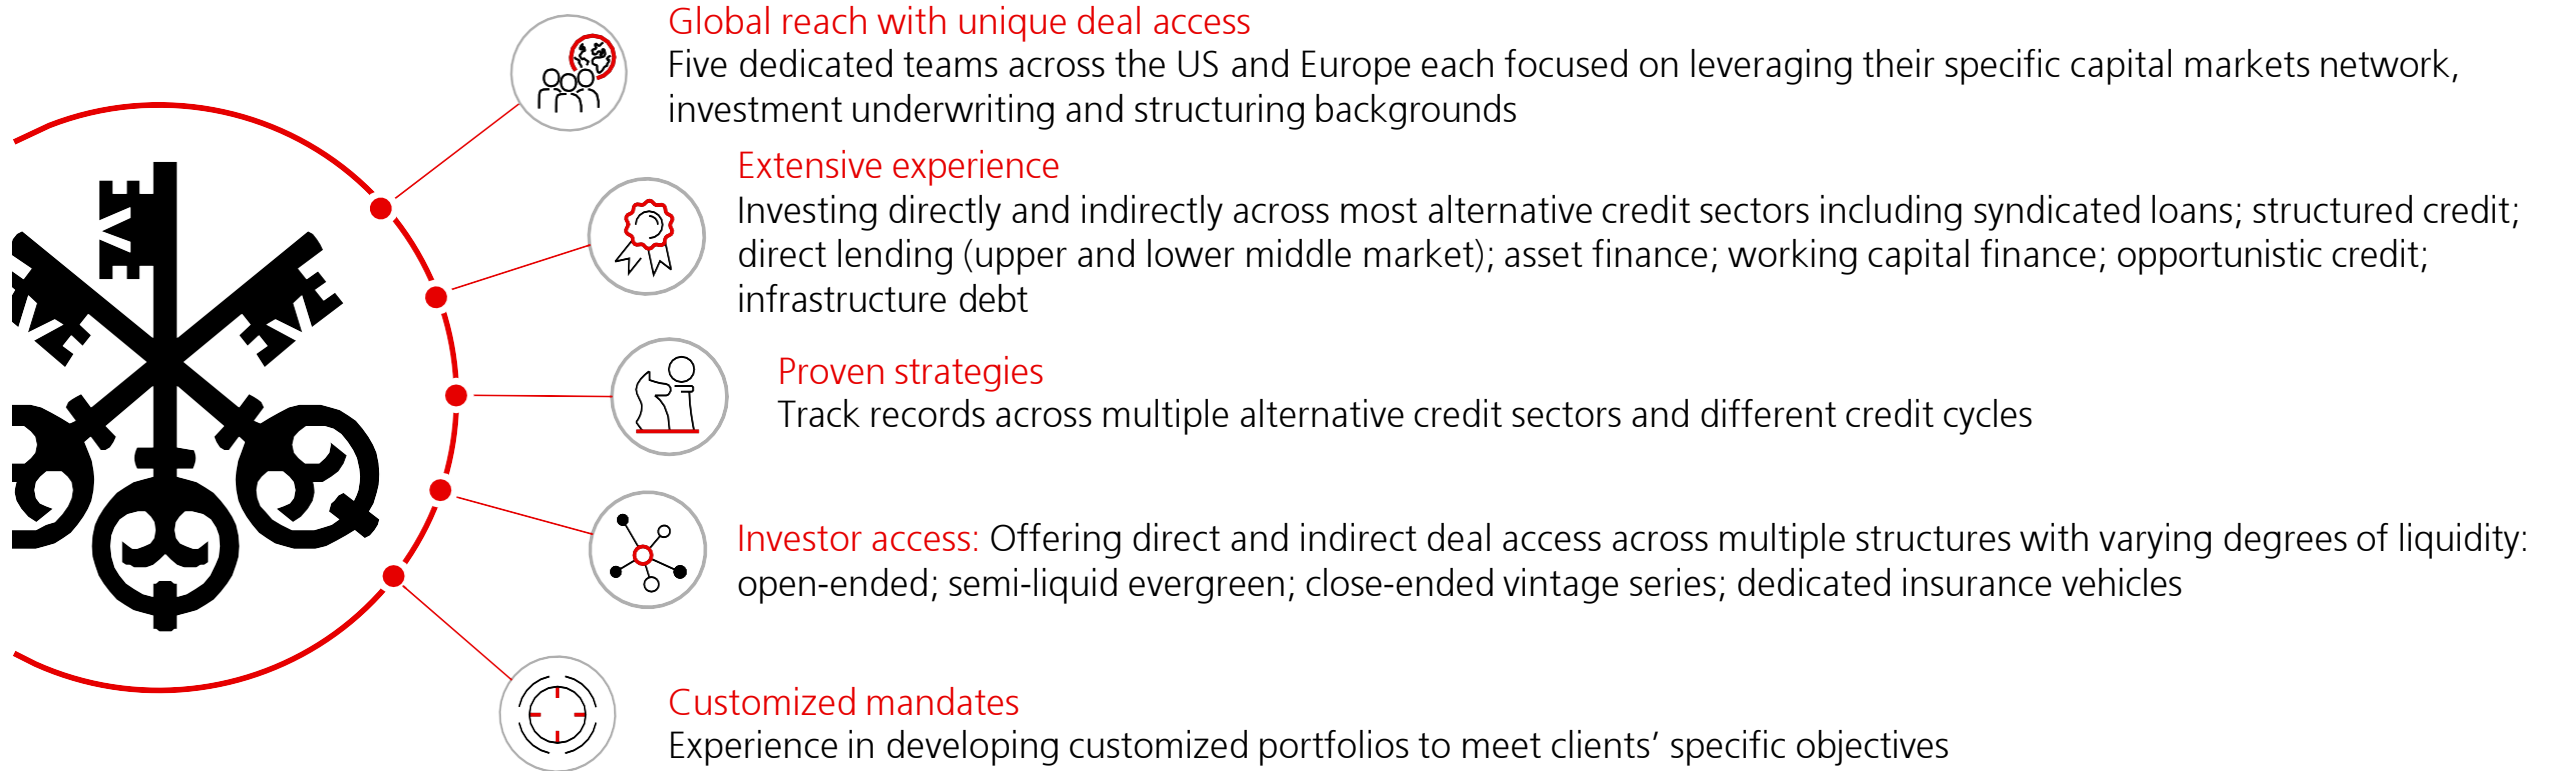 Global reach with unique deal access
Five dedicated teams across the US and Europe each focused on leveraging their specific capital markets network,
investment underwriting and structuring backgrounds
Extensive experience
Investing directly and indirectly across most alternative credit sectors including syndicated loans; structured credit;
direct lending (upper and lower middle market); asset finance; working capital finance; opportunistic credit;
infrastructure debt
Proven strategies
Track records across multiple alternative credit sectors and different credit cycles
Investor access: Offering direct and indirect deal access across multiple structures with varying degrees of liquidity:
open-ended; semi-liquid evergreen; close-ended vintage series; dedicated insurance vehicles
Customized mandates
Experience in developing customized portfolios to meet clients’ specific objectives